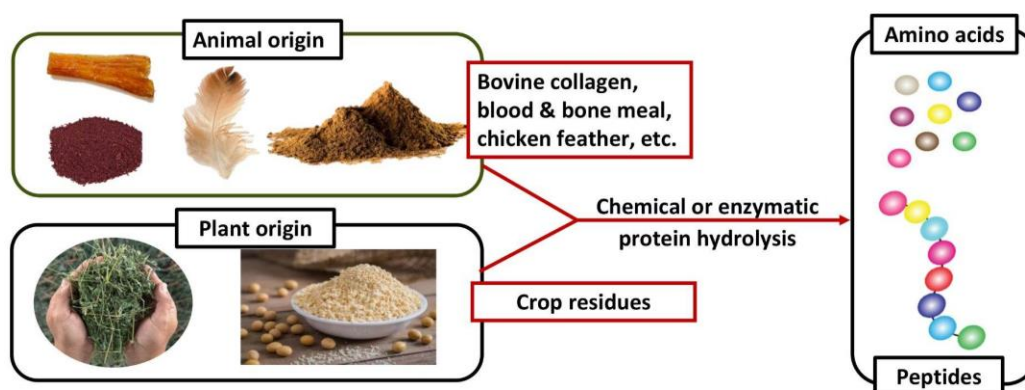 Animal origin
Bovine collagen,
blood & bone meal,
chicken feather, etc.
Plant origin
Crop residues
Chemical or enzymatic
protein hydrolysis
Amino acids
Peptides